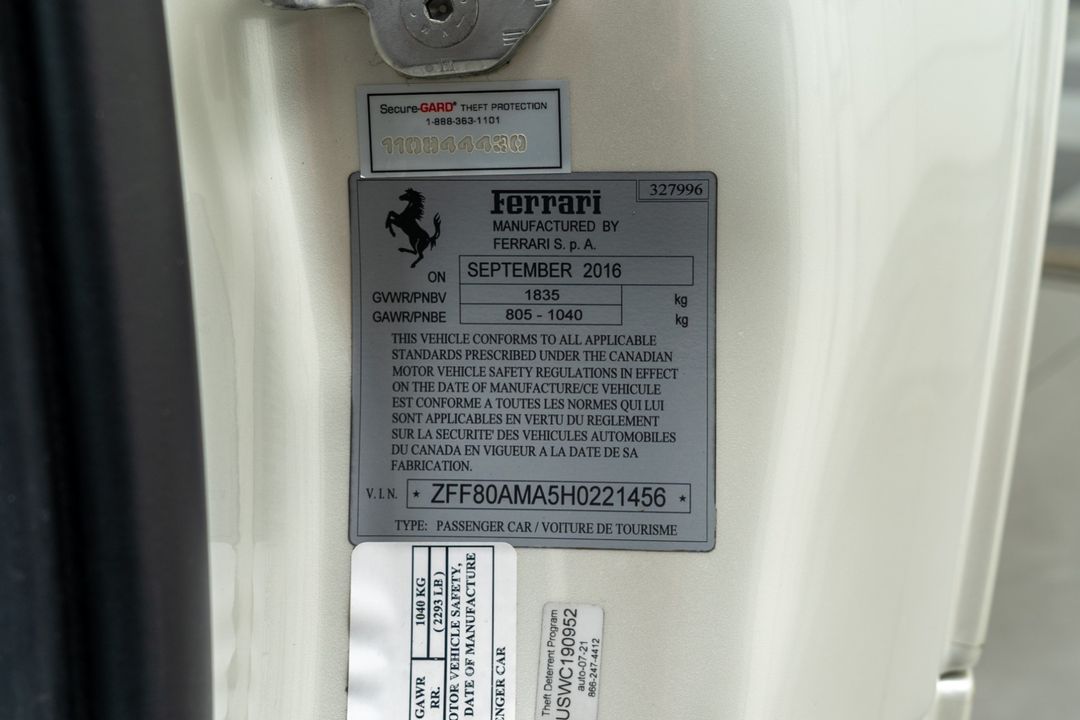 Secure-GARD® THEFT PROTECTION
1-888-363-1101
110844430
327996
Ferrari
MANUFACTURED BY
FERRARI S. p. A.
ON SEPTEMBER 2016
GVWR/PNBV 1835 kg
GAWR/PNBE 805 - 1040 kg
THIS VEHICLE CONFORMS TO ALL APPLICABLE
STANDARDS PRESCRIBED UNDER THE CANADIAN
MOTOR VEHICLE SAFETY REGULATIONS IN EFFECT
ON THE DATE OF MANUFACTURE/CE VEHICULE
EST CONFORME A TOUTES LES NORMES QUI LUI
SONT APPLICABLES EN VERTU DU REGLEMENT
SUR LA SECURITE' DES VEHICULES AUTOMOBILES
DU CANADA EN VIGUEUR A LA DATE DE SA
FABRICATION.
V.I.N. * ZFF80AMA5H0221456 *
TYPE: PASSENGER CAR / VOITURE DE TOURISME
GAWR 1040 KG
RR. (2293 LB)
OTOR VEHICLE SAFETY,
DATE OF MANUFACTURE
ENGER CAR
Theft Deterrent Program
USWC190952
auto-07-21
866-247-4412